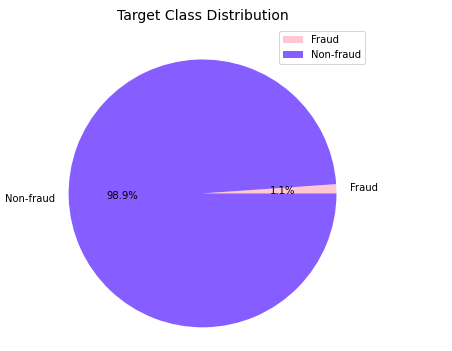 Target Class Distribution
Fraud
Non-fraud
98.9%
1.1%
Fraud
Non-fraud